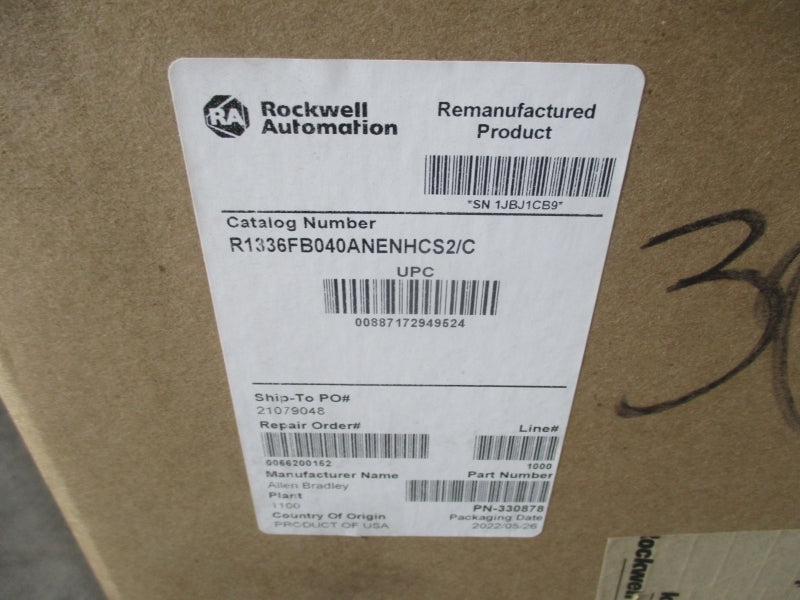 RA Rockwell Automation
Remanufactured
Product
*SN 1JBJ1CB9*
Catalog Number
R1336FB040ANENHCS2/C
UPC
00887172949524
Ship-To PO#
21079048
Repair Order#
Line#
0066200152
1000
Manufacturer Name
Part Number
Allen Bradley
Plant
1100
PN-330878
Country Of Origin
Packaging Date
PRODUCT OF USA
2022/05/26
30